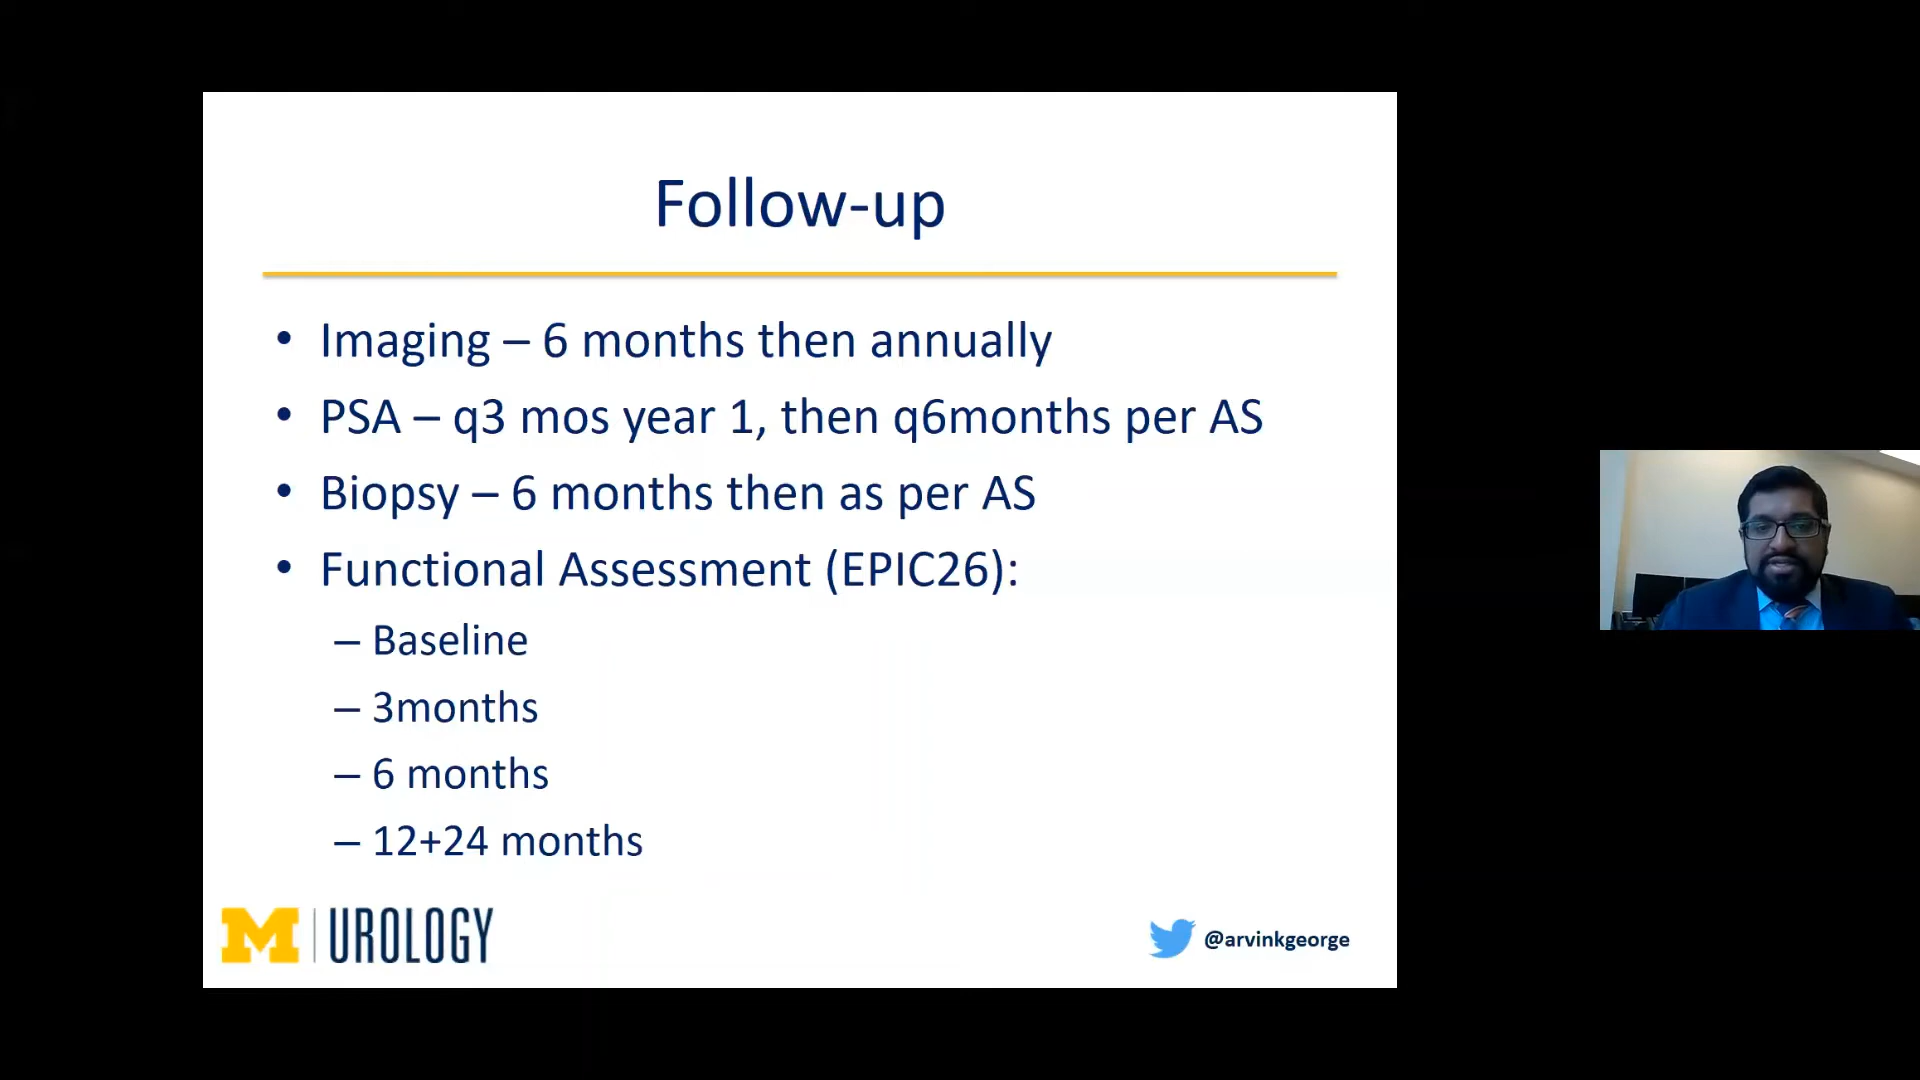 Follow-up
• Imaging – 6 months then annually
• PSA – q3 mos year 1, then q6months per AS
• Biopsy – 6 months then as per AS
• Functional Assessment (EPIC26):
– Baseline
– 3months
– 6 months
– 12+24 months
M | UROLOGY
@arvinkgeorge